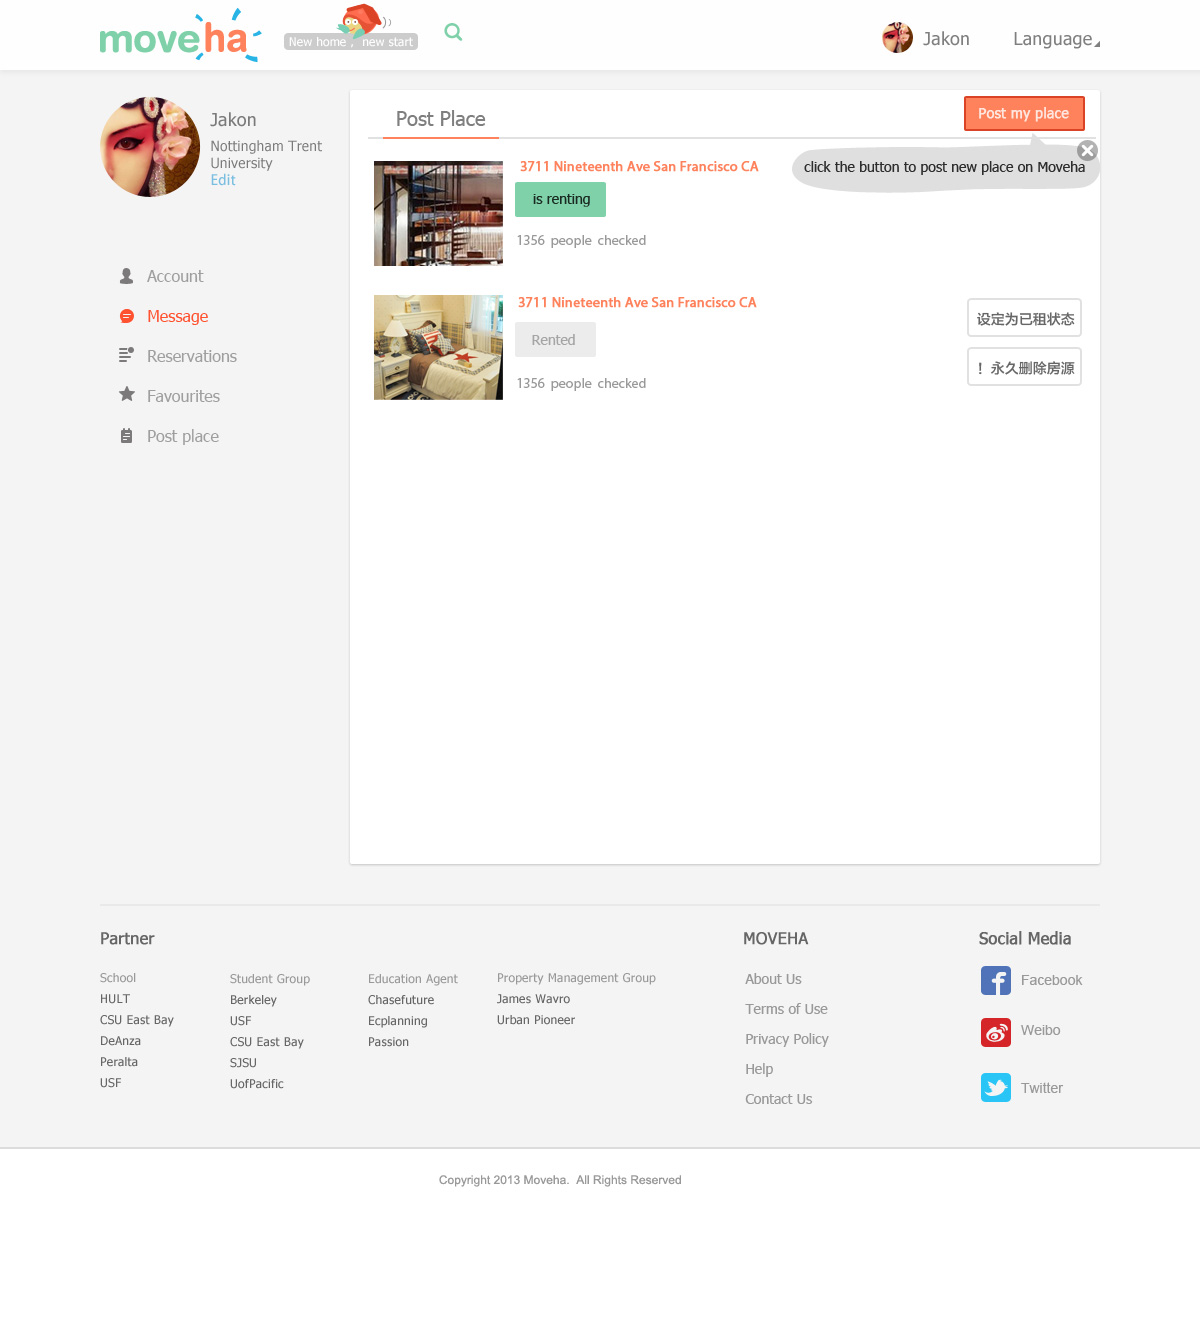 moveha
New home , new start
Jakon
Language
Jakon
Nottingham Trent
University
Edit
Account
Message
Reservations
Favourites
Post place
Post Place
Post my place
click the button to post new place on Moveha
3711 Nineteenth Ave San Francisco CA
is renting
1356 people checked
3711 Nineteenth Ave San Francisco CA
Rented
1356 people checked
设定为已租状态
！永久删除房源
Partner
School
HULT
CSU East Bay
DeAnza
Peralta
USF
Student Group
Berkeley
USF
CSU East Bay
SJSU
UofPacific
Education Agent
Chasefuture
Ecplanning
Passion
Property Management Group
James Wavro
Urban Pioneer
MOVEHA
About Us
Terms of Use
Privacy Policy
Help
Contact Us
Social Media
Facebook
Weibo
Twitter
Copyright 2013 Moveha. All Rights Reserved